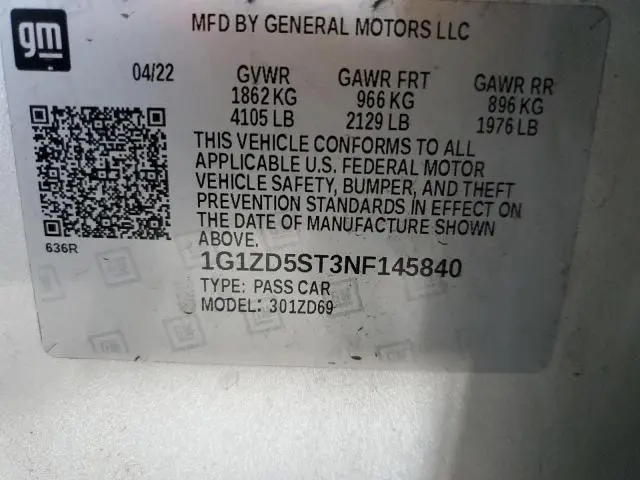 gm
MFD BY GENERAL MOTORS LLC
04/22 GVWR GAWR FRT GAWR RR
1862 KG 966 KG 896 KG
4105 LB 2129 LB 1976 LB
THIS VEHICLE CONFORMS TO ALL
APPLICABLE U.S. FEDERAL MOTOR
VEHICLE SAFETY, BUMPER, AND THEFT
PREVENTION STANDARDS IN EFFECT ON
THE DATE OF MANUFACTURE SHOWN
ABOVE.
636R
1G1ZD5ST3NF145840
TYPE: PASS CAR
MODEL: 301ZD69